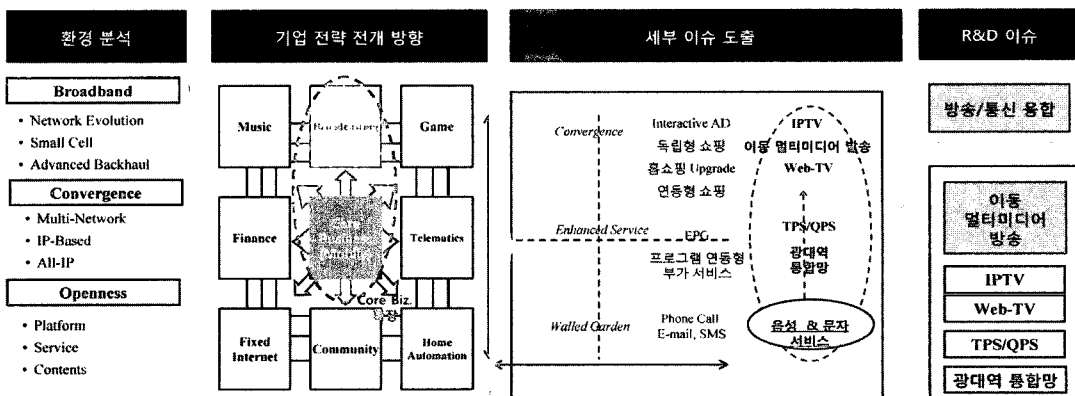 환경 분석
기업 전략 전개 방향
세부 이슈 도출
R&D 이슈
Broadband
• Network Evolution
• Small Cell
• Advanced Backhaul
Convergence
• Multi-Network
• IP-Based
• All-IP
Openness
• Platform
• Service
• Contents
Music
Game
Finance
Telematics
Core Biz.
Fixed
Internet
Community
Home
Automation
Convergence
Enhanced Service
Walled Garden
Interactive AD
독립형 쇼핑
홈쇼핑 Upgrade
연동형 쇼핑
EPG
프로그램 연동형
부가 서비스
Phone Call
E-mail, SMS
IPTV
이동 멀티미디어 방송
Web-TV
TPS/QPS
광대역
통합망
음성 & 문자
서비스
방송/통신 융합
이동
멀티미디어
방송
IPTV
Web-TV
TPS/QPS
광대역 통합망